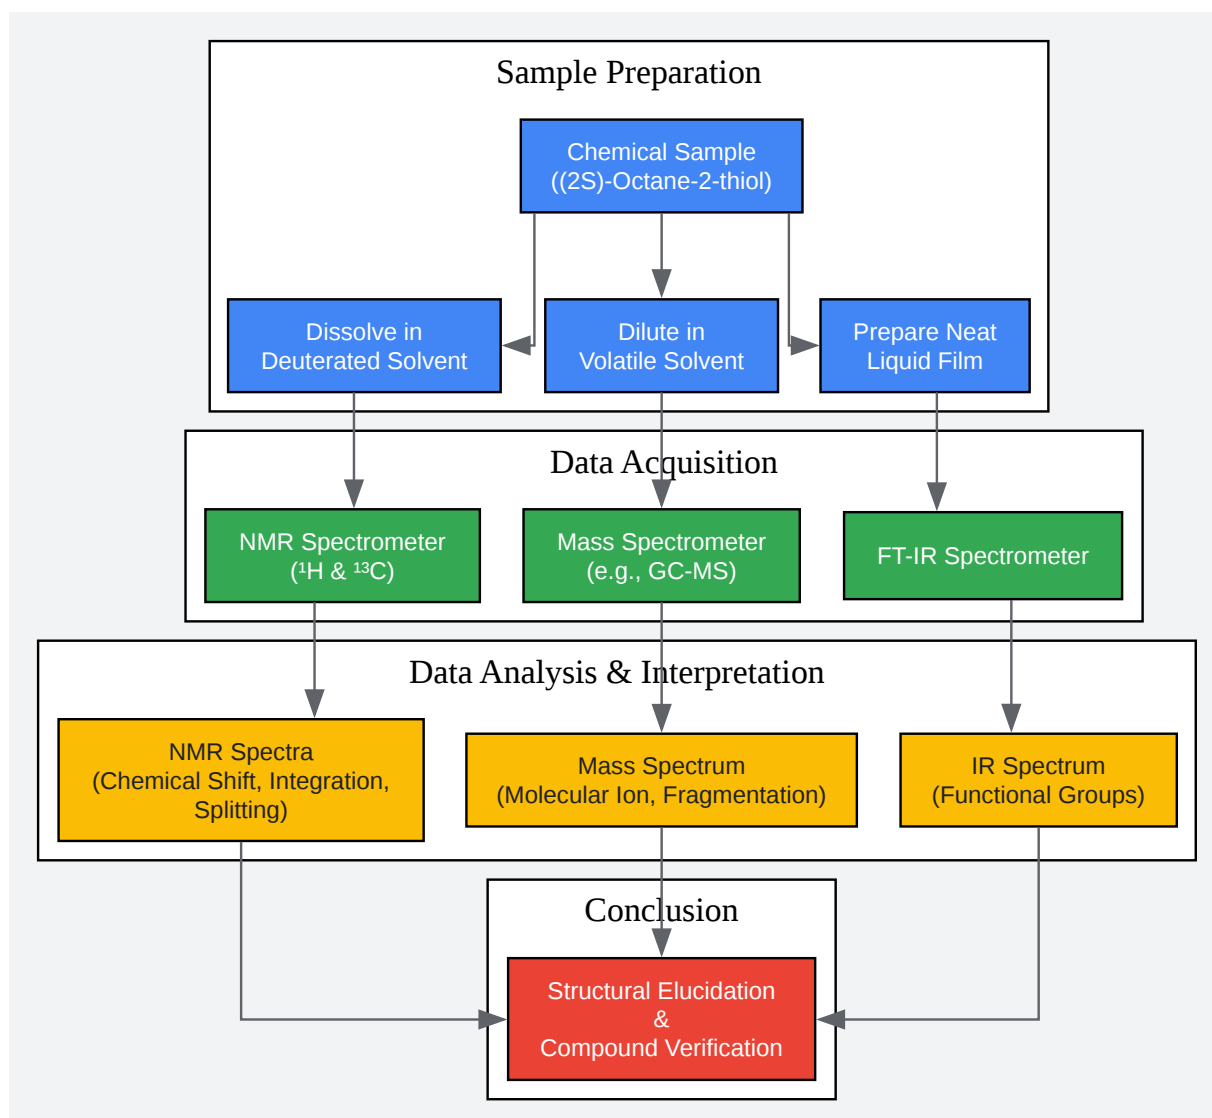 Sample Preparation
Chemical Sample
((2S)-Octane-2-thiol)
Dissolve in
Deuterated Solvent
Dilute in
Volatile Solvent
Prepare Neat
Liquid Film
Data Acquisition
NMR Spectrometer
(¹H & ¹³C)
Mass Spectrometer
(e.g., GC-MS)
FT-IR Spectrometer
Data Analysis & Interpretation
NMR Spectra
(Chemical Shift, Integration,
Splitting)
Mass Spectrum
(Molecular Ion, Fragmentation)
IR Spectrum
(Functional Groups)
Conclusion
Structural Elucidation
&
Compound Verification